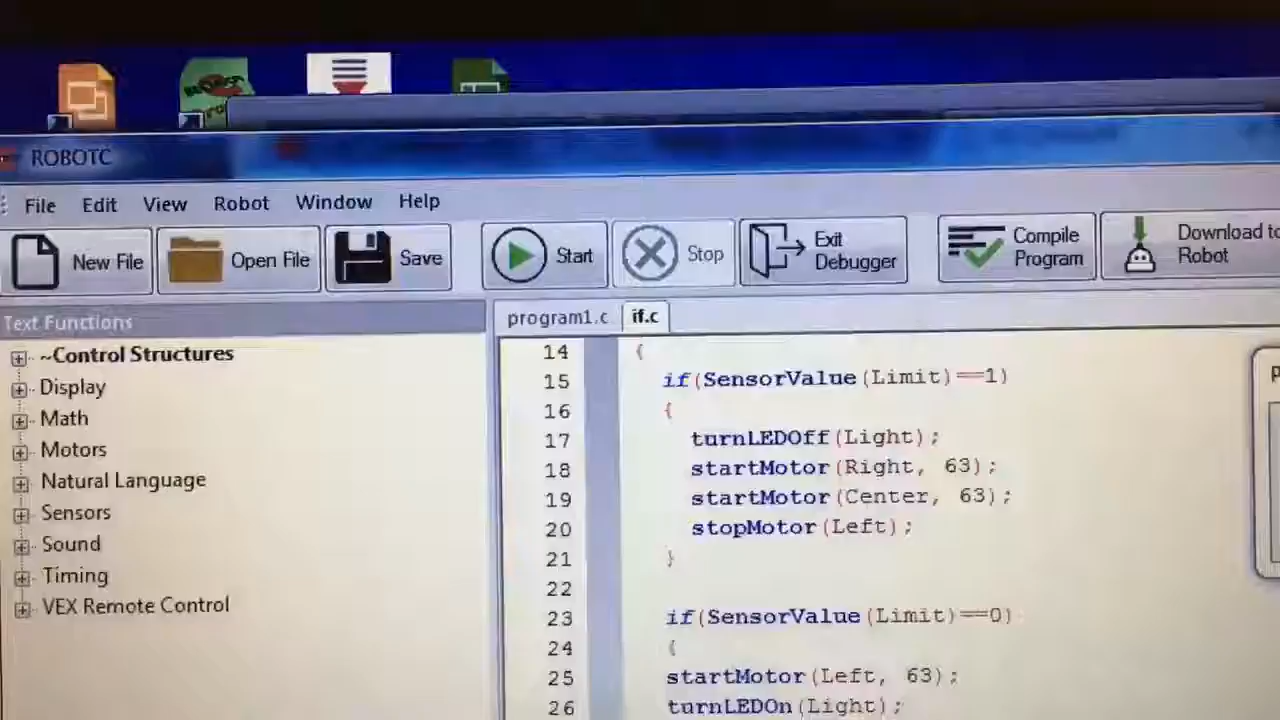 ROBOTC
File Edit View Robot Window Help
New File Open File Save Start Stop Exit Debugger Compile Program Download to Robot
Text Functions
~Control Structures
Display
Math
Motors
Natural Language
Sensors
Sound
Timing
VEX Remote Control
program1.c if.c
14 {
15 if(SensorValue(Limit)==1)
16 {
17 turnLEDOff(Light);
18 startMotor(Right, 63);
19 startMotor(Center, 63);
20 stopMotor(Left);
21 }
22
23 if(SensorValue(Limit)==0)
24 {
25 startMotor(Left, 63);
26 turnLEDOn(Light);